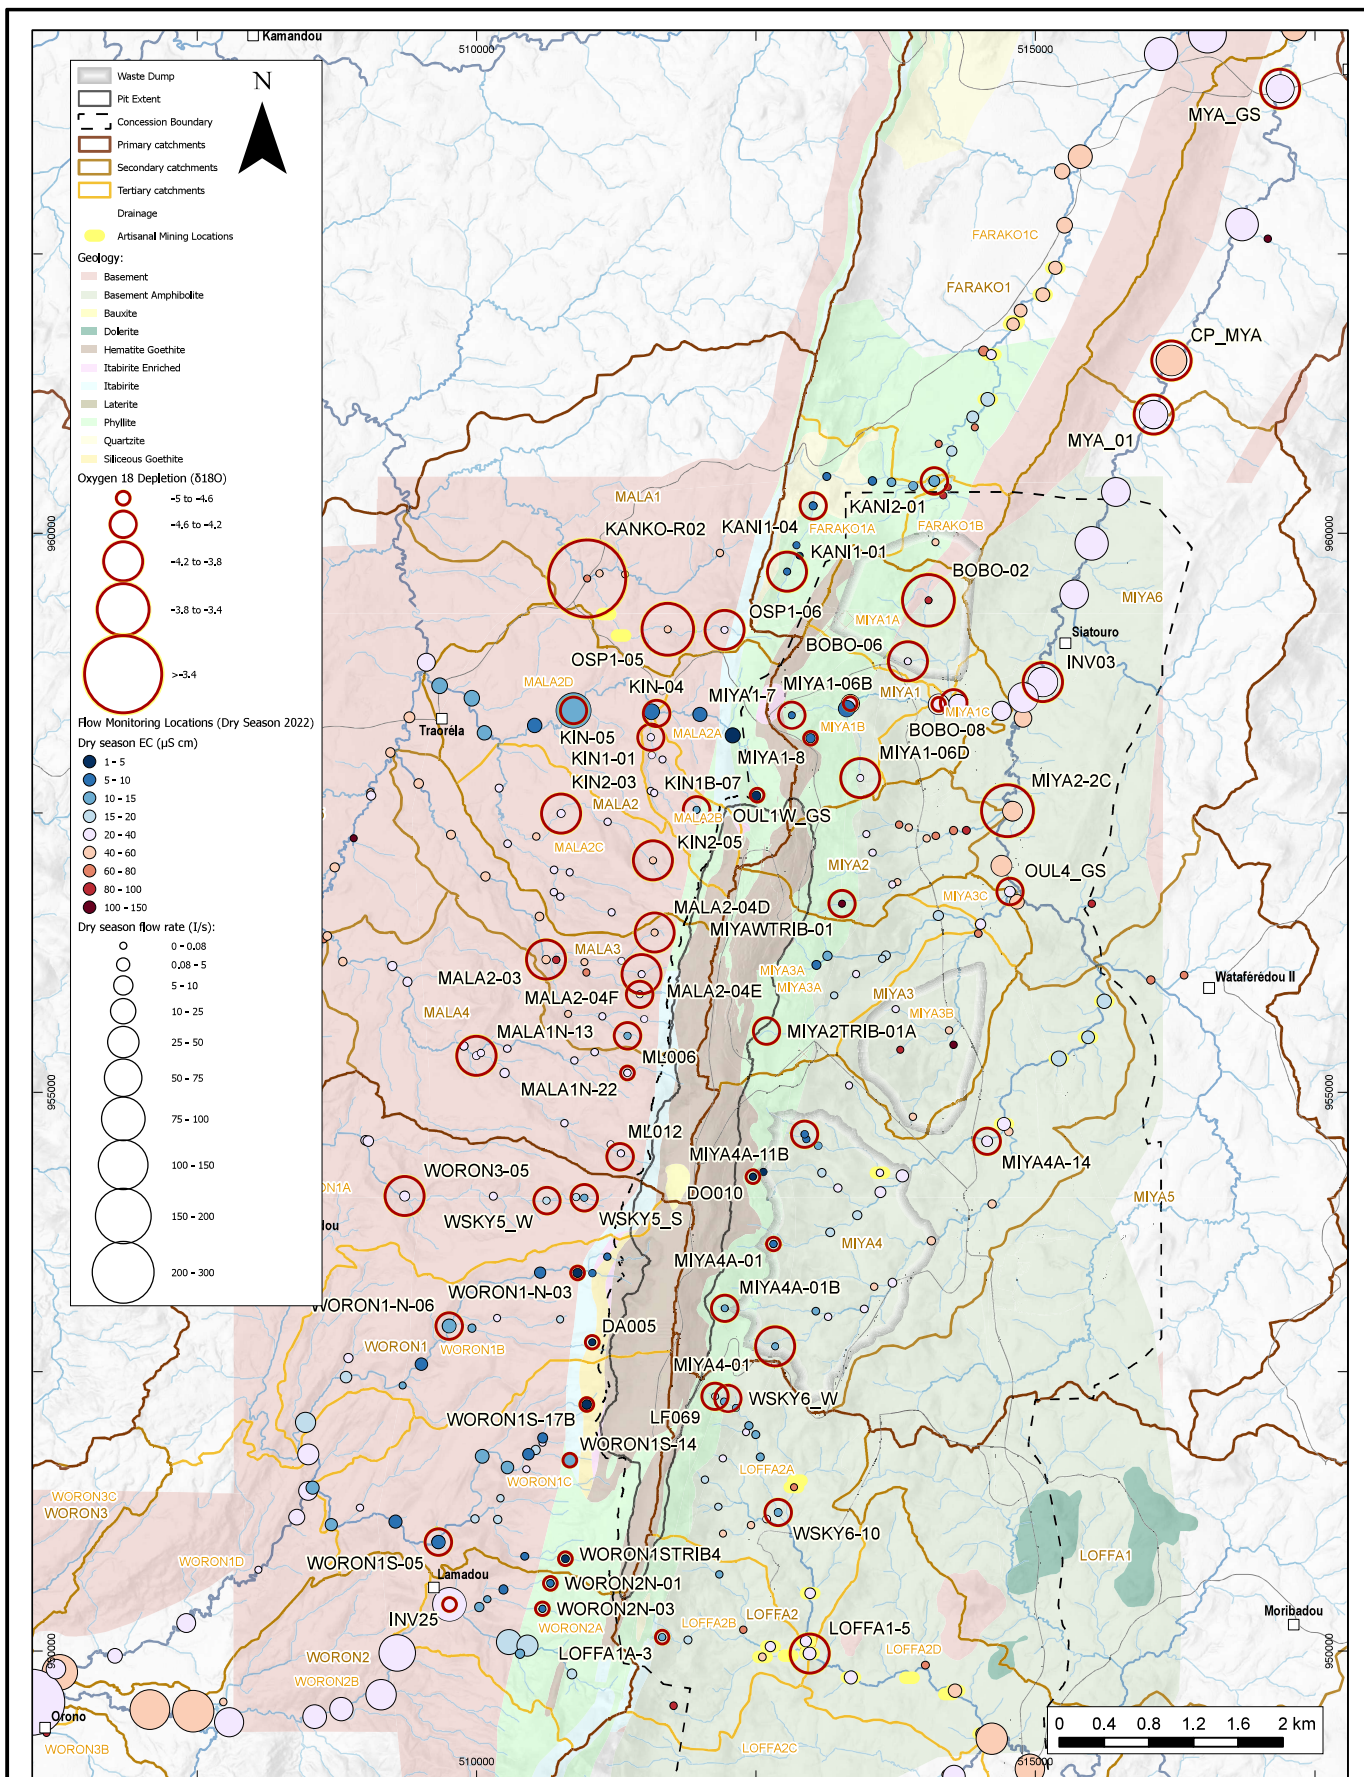 Kamandou
510000
515000
Waste Dump
Pit Extent
Concession Boundary
Primary catchments
Secondary catchments
Tertiary catchments
Drainage
Artisanal Mining Locations
Geology:
Basement
Basement Amphibolite
Bauxite
Dolerite
Hematite Goethite
Itabirite Enriched
Itabirite
Laterite
Phyllite
Quartzite
Siliceous Goethite
Oxygen 18 Depletion (δ18O)
-5 to -4.6
-4.6 to -4.2
-4.2 to -3.8
-3.8 to -3.4
>-3.4
Flow Monitoring Locations (Dry Season 2022)
Dry season EC (µS cm)
1 - 5
5 - 10
10 - 15
15 - 20
20 - 40
40 - 60
60 - 80
80 - 100
100 - 150
Dry season flow rate (l/s):
0 - 0.08
0.08 - 5
5 - 10
10 - 25
25 - 50
50 - 75
75 - 100
100 - 150
150 - 200
200 - 300
N
MYA_GS
FARAKO1C
FARAKO1
CP_MYA
MYA_01
MALA1
KANKO-R02
KANI1-04
KANI2-01
FARAKO1A
FARAKO1B
KANI1-01
BOBO-02
960000
960000
MIYA6
MIYA1A
OSP1-06
Siatouro
OSP1-05
BOBO-06
INV03
MALA2D
KIN-04
MIYA1-7
MIYA1-06B
MIYA1
MIYA1C
Traoréla
KIN-05
MALA2A
MIYA1B
BOBO-08
KIN1-01
MIYA1-8
MIYA1-06D
KIN2-03
KIN1B-07
MIYA2-2C
MALA2
MALA2B
OUL1W_GS
MALA2C
KIN2-05
MIYA2
OUL4_GS
MIYA3C
MALA2-04D
MIYAWTRIB-01
MALA3
MALA2-03
MIYA3A
MIYA3A
Wataférédou II
MALA2-04F
MALA2-04E
MIYA3
MALA4
MIYA3B
MALA1N-13
MIYA2TRIB-01A
ML006
MALA1N-22
955000
955000
ML012
MIYA4A-11B
MIYA4A-14
WORON3-05
DO010
MIYA5
WSKY5_W
WSKY5_S
MIYA4
MIYA4A-01
WORON1-N-03
MIYA4A-01B
WORON1-N-06
DA005
WORON1
WORON1B
MIYA4-01
WSKY6_W
LF069
WORON1S-17B
WORON1S-14
LOFFA2A
WORON1C
WORON3C
WORON3
WSKY6-10
WORON1D
WORON1S-05
WORON1STRIB4
LOFFA1
Lamadou
WORON2N-01
INV25
WORON2N-03
Moribadou
WORON2A
LOFFA2B
LOFFA2
LOFFA1-5
LOFFA1A-3
LOFFA2D
950000
950000
WORON2
WORON2B
Orono
WORON3B
LOFFA2C
0 0.4 0.8 1.2 1.6 2 km
510000
515000